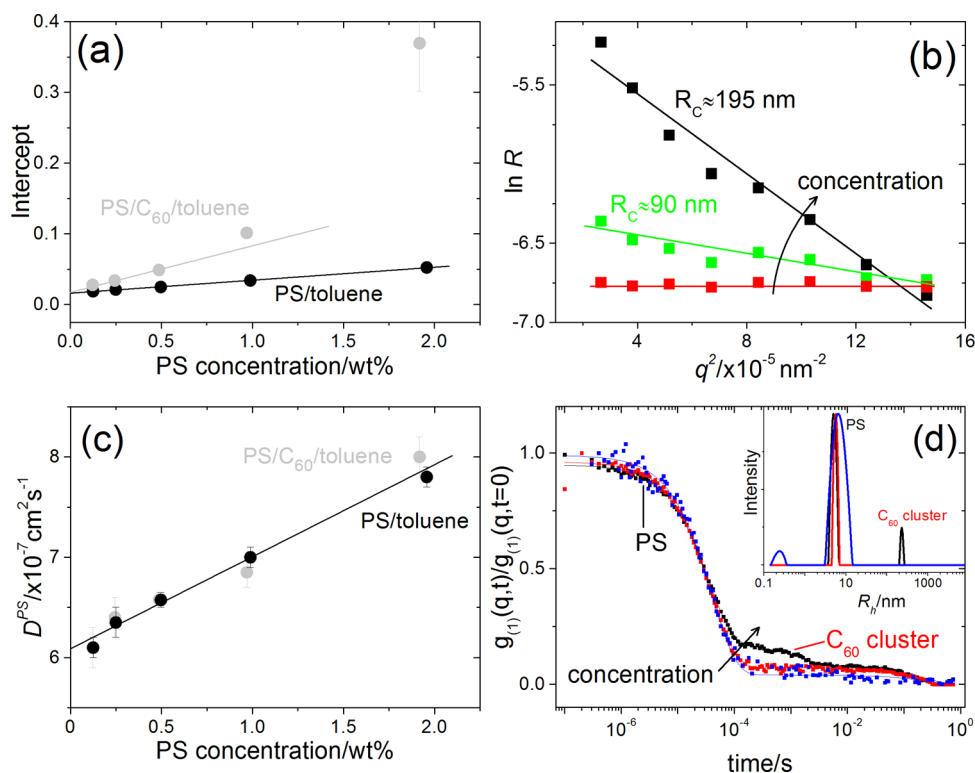 (a)
0.4
0.3
0.2
0.1
0.0
Intercept
PS/C60/toluene
PS/toluene
0.0 0.5 1.0 1.5 2.0
PS concentration/wt%
(b)
-5.5
-6.5
-7.0
ln R
RC≈195 nm
concentration
RC≈90 nm
0 4 8 12 16
q²/x10⁻⁵ nm⁻²
(c)
8
7
6
D^PS/x10⁻⁷ cm² s⁻¹
PS/C60/toluene
PS/toluene
0.0 0.5 1.0 1.5 2.0
PS concentration/wt%
(d)
1.0
0.5
0.0
g(1)(q,t)/g(1)(q,t=0)
PS
C60 cluster
concentration
10⁻⁶ 10⁻⁴ 10⁻² 10⁰
time/s
Intensity
PS
C60 cluster
0.1 10 1000
Rh/nm